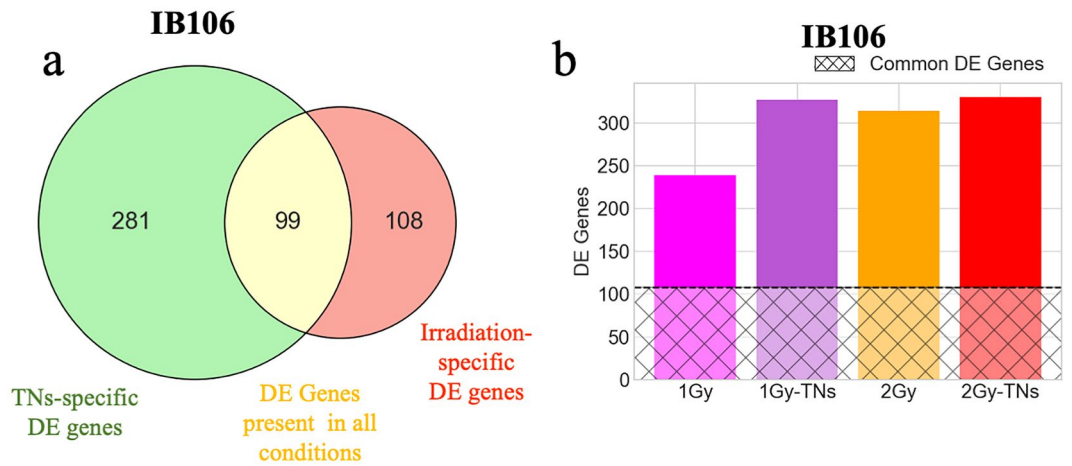 IB106
a
281
99
108
TNs-specific
DE genes
DE Genes
present in all
conditions
Irradiation-
specific
DE genes
b
IB106
Common DE Genes
DE Genes
300
250
200
150
100
50
0
1Gy
1Gy-TNs
2Gy
2Gy-TNs